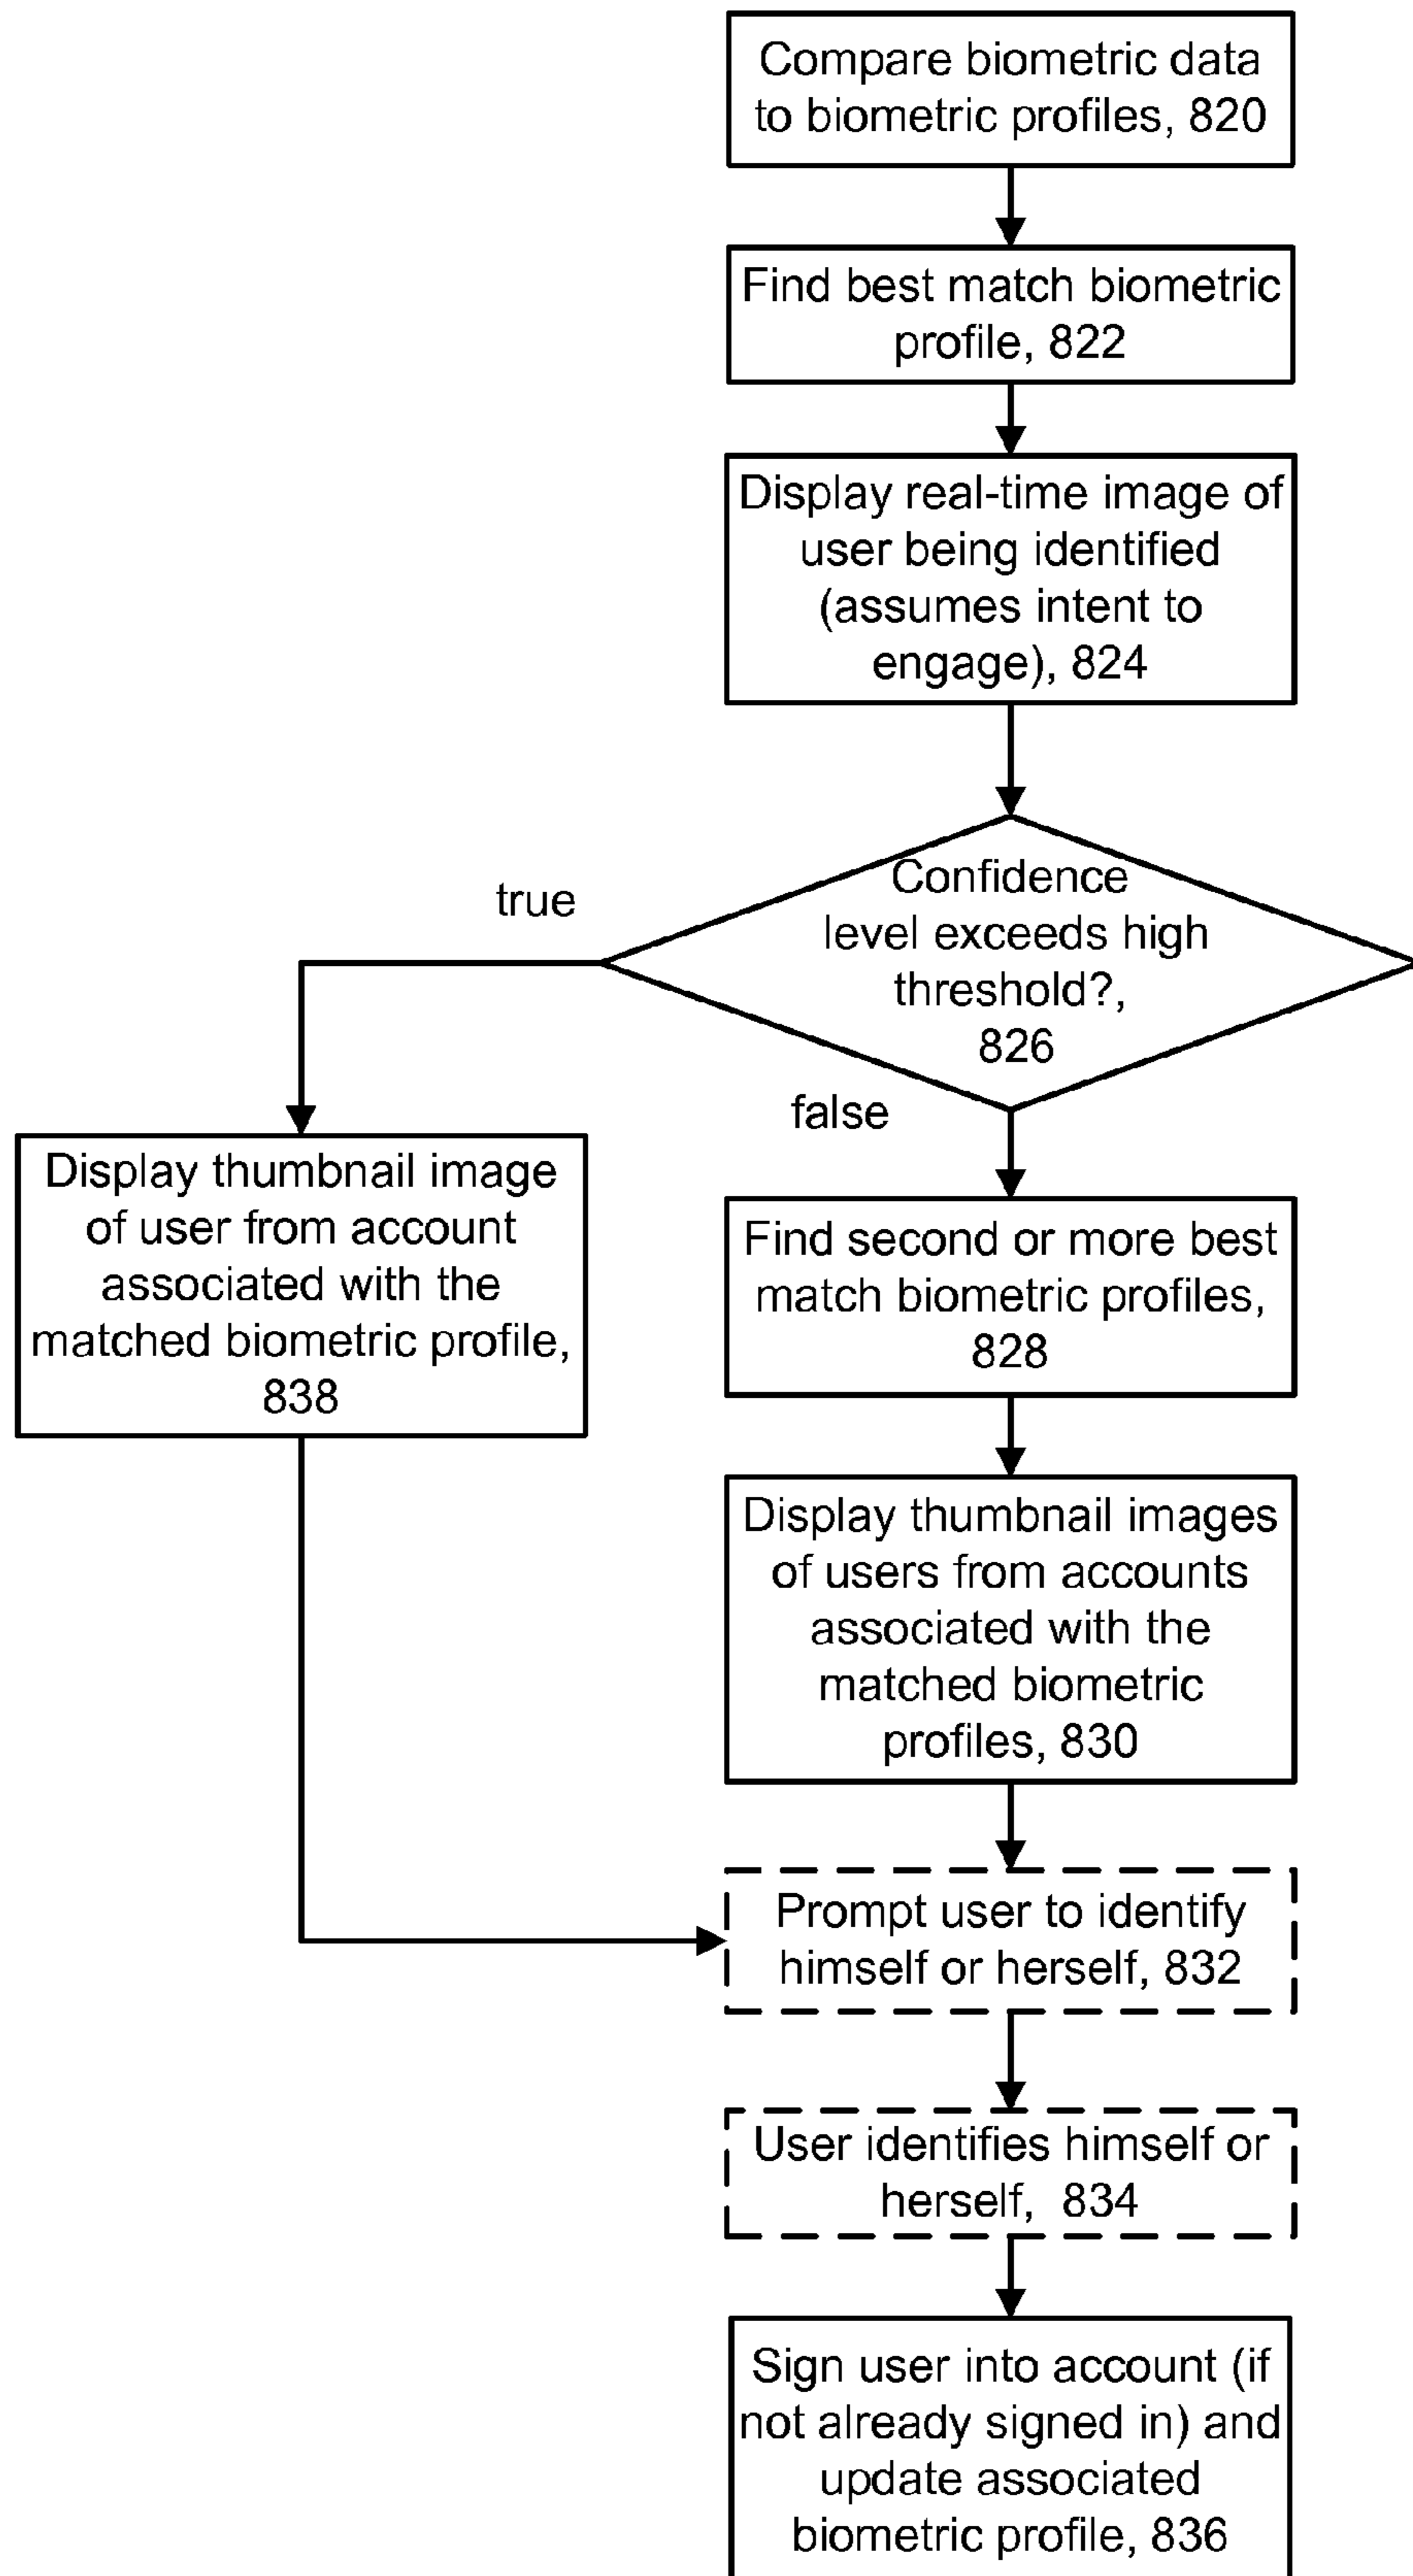 Compare biometric data
to biometric profiles, 820
Find best match biometric
profile, 822
Display real-time image of
user being identified
(assumes intent to
engage), 824
Confidence
level exceeds high
threshold?,
826
true
false
Display thumbnail image
of user from account
associated with the
matched biometric profile,
838
Find second or more best
match biometric profiles,
828
Display thumbnail images
of users from accounts
associated with the
matched biometric
profiles, 830
Prompt user to identify
himself or herself, 832
User identifies himself or
herself, 834
Sign user into account (if
not already signed in) and
update associated
biometric profile, 836